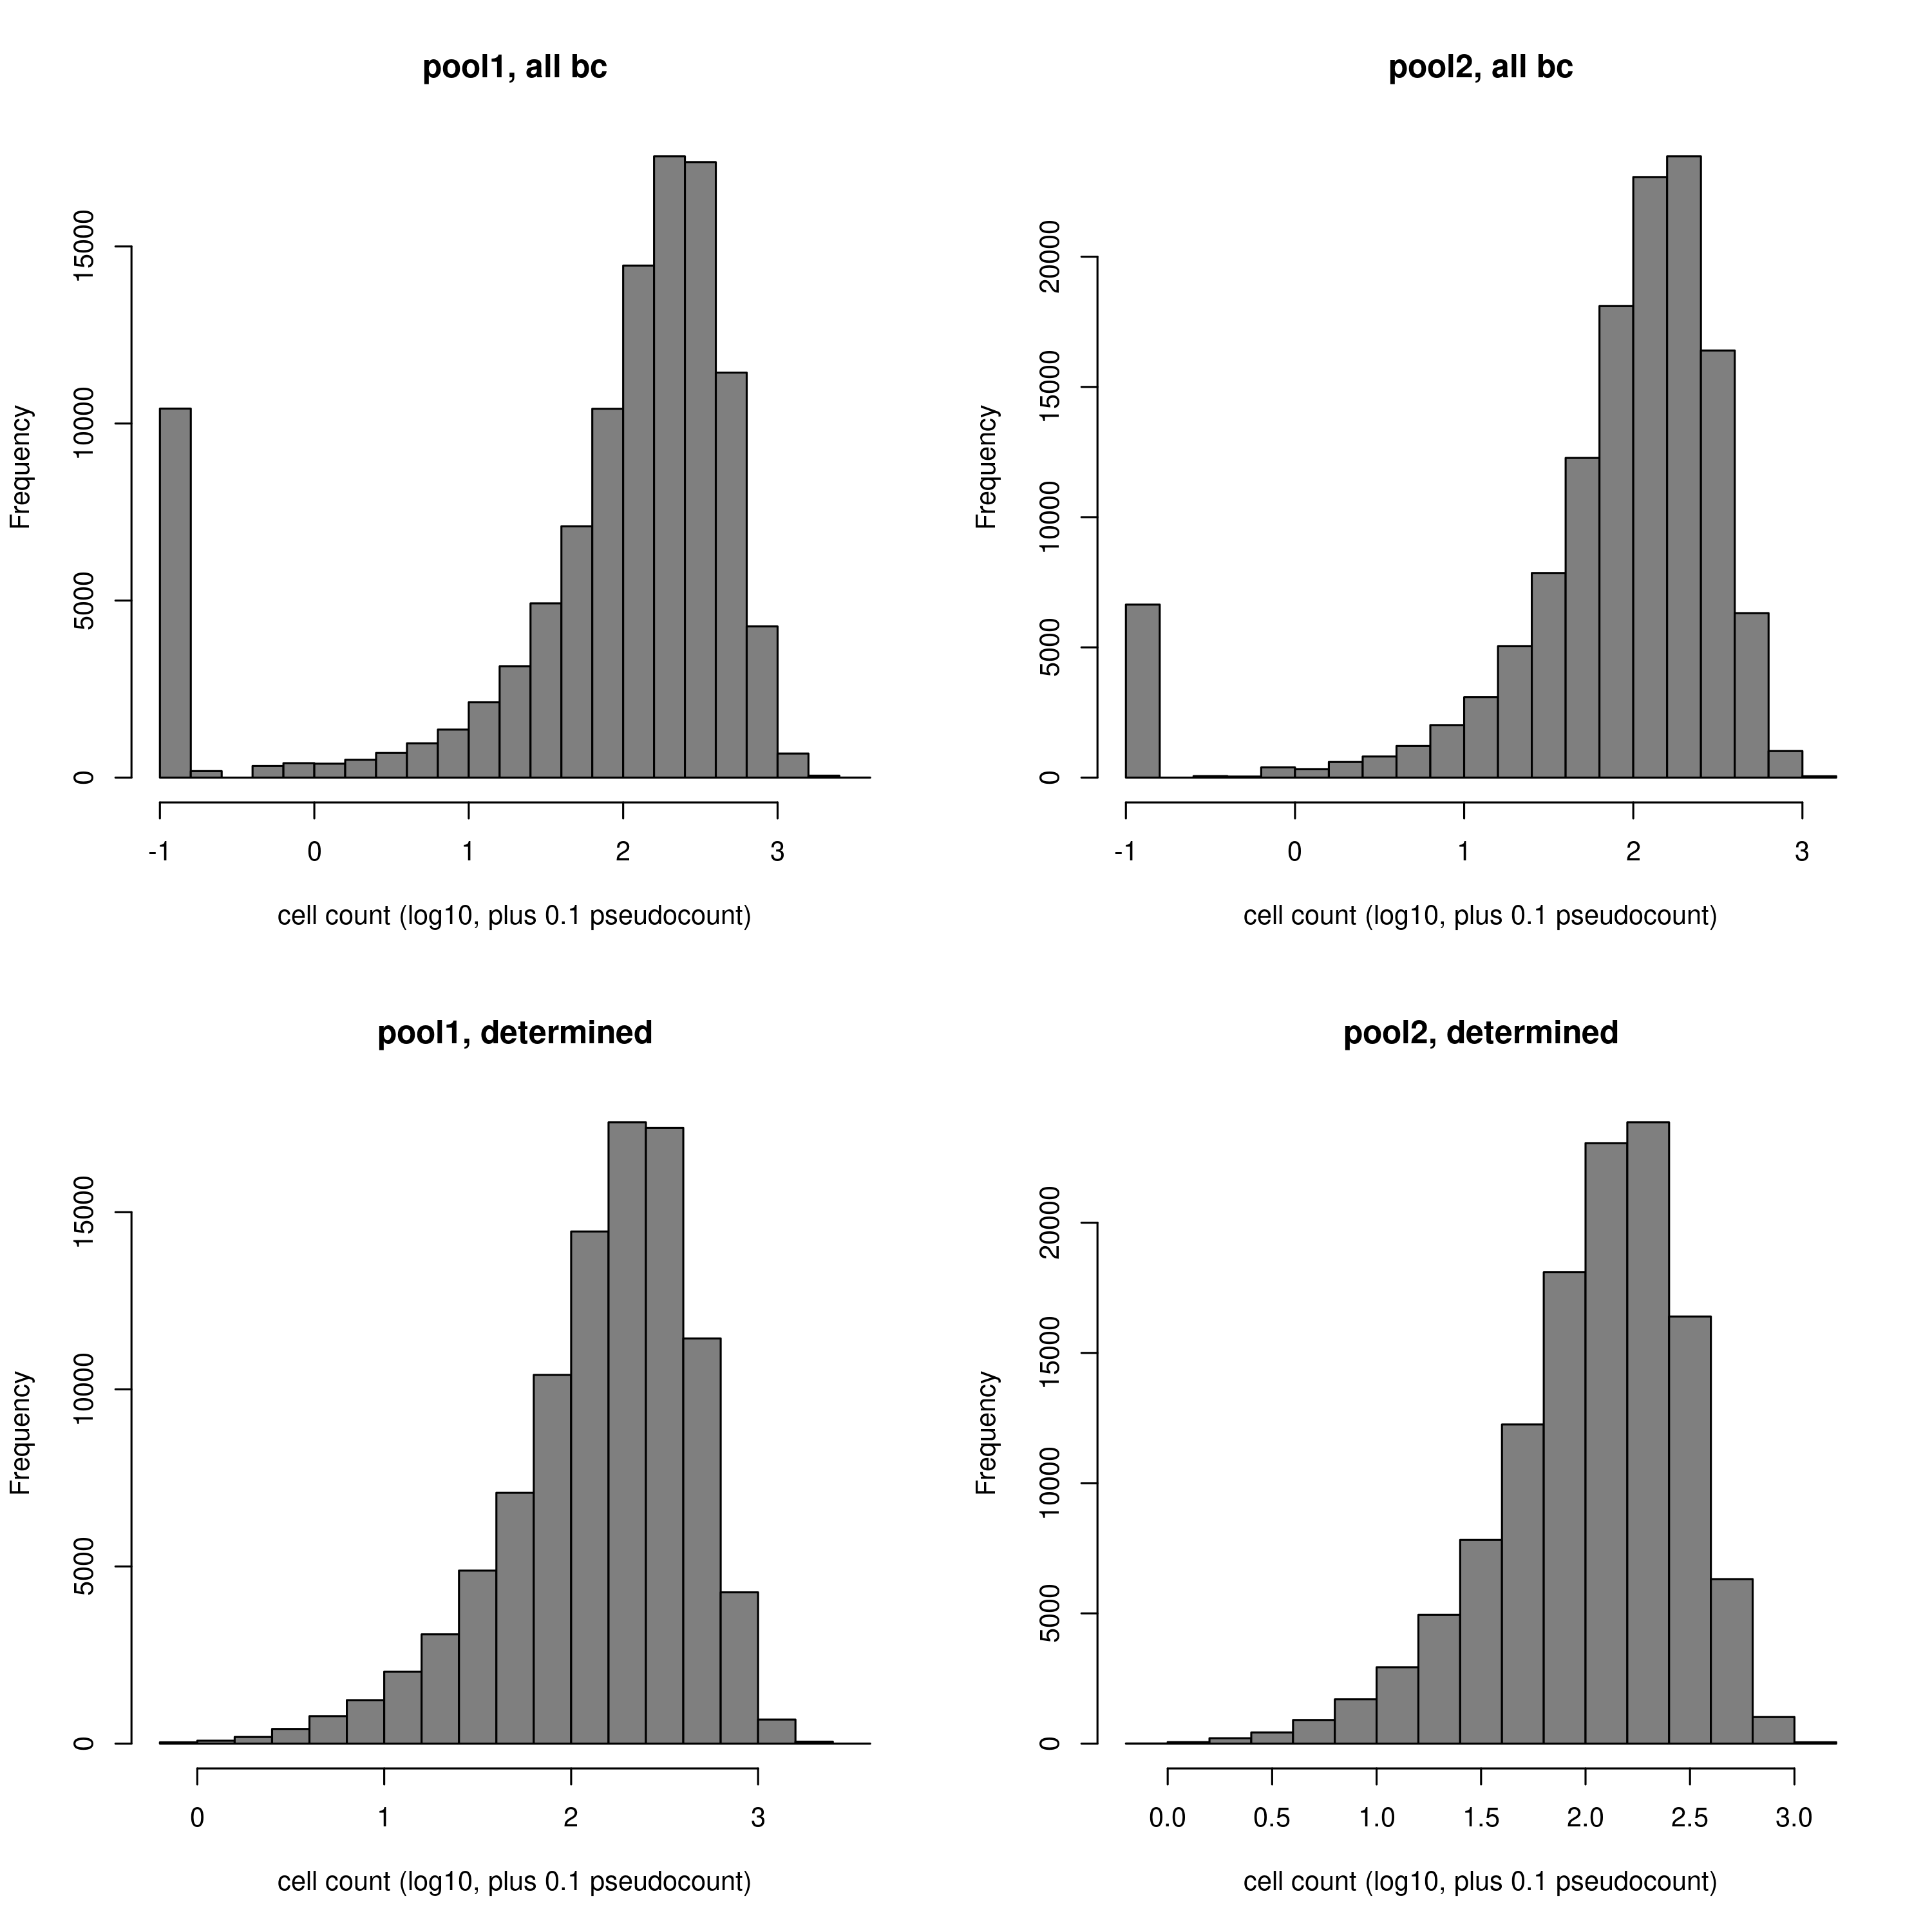 pool1, all bc
Frequency
15000
10000
5000
0
-1 0 1 2 3
cell count (log10, plus 0.1 pseudocount)
pool2, all bc
Frequency
20000
15000
10000
5000
0
-1 0 1 2 3
cell count (log10, plus 0.1 pseudocount)
pool1, determined
Frequency
15000
10000
5000
0
0 1 2 3
cell count (log10, plus 0.1 pseudocount)
pool2, determined
Frequency
20000
15000
10000
5000
0
0.0 0.5 1.0 1.5 2.0 2.5 3.0
cell count (log10, plus 0.1 pseudocount)